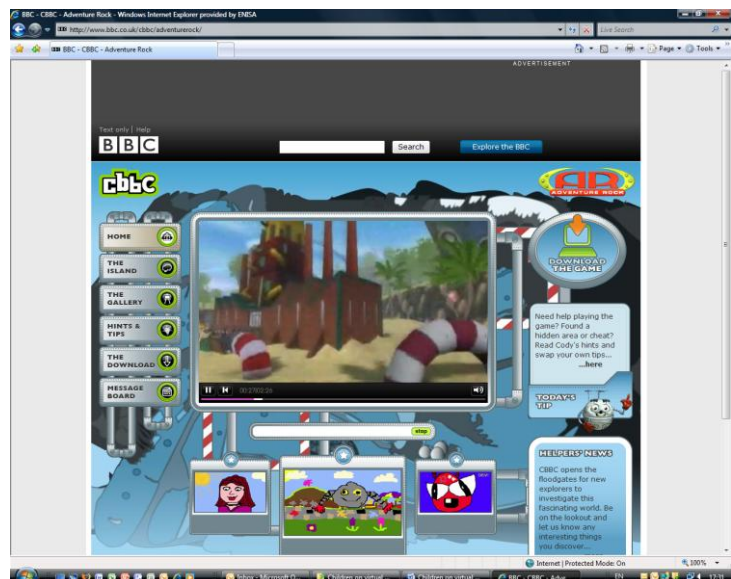 BBC - CBBC - Adventure Rock - Windows Internet Explorer provided by ENISA
http://www.bbc.co.uk/cbbc/adventurerock/
Live Search
BBC - CBBC - Adventure Rock
Page
Tools
ADVERTISEMENT
Text only | Help
BBC
Search
Explore the BBC
cbbc
AR
ADVENTURE ROCK
HOME
THE
ISLAND
THE
GALLERY
HINTS &
TIPS
THE
DOWNLOAD
MESSAGE
BOARD
DOWNLOAD
THE GAME
Need help playing the
game? Found a
hidden area or cheat?
Read Cody's hints and
swap your own tips...
...here
TODAY'S
TIP
stop
HELPERS' NEWS
CBBC opens the
floodgates for new
explorers to
investigate this
fascinating world. Be
on the lookout and
let us know any
interesting things
you discover...
Internet | Protected Mode: On
100%
Inbox - Microsoft O...
Children on virtual ...
Children on virtual ...
BBC - CBBC - Adv...
EN
17:31